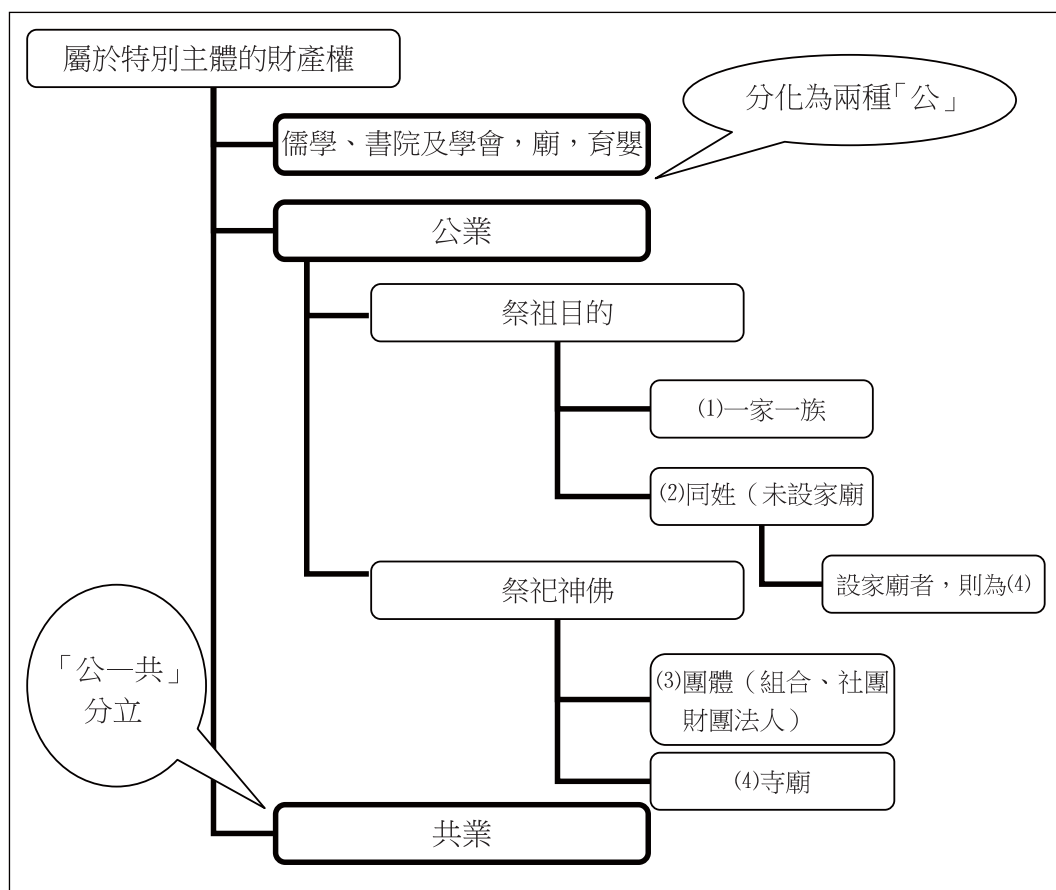 屬於特別主體的財產權
分化為兩種「公」
儒學、書院及學會，廟，育嬰
公業
祭祖目的
⑴一家一族
⑵同姓（未設家廟
設家廟者，則為⑷
祭祀神佛
⑶團體（組合、社團
財團法人）
⑷寺廟
「公—共」
分立
共業